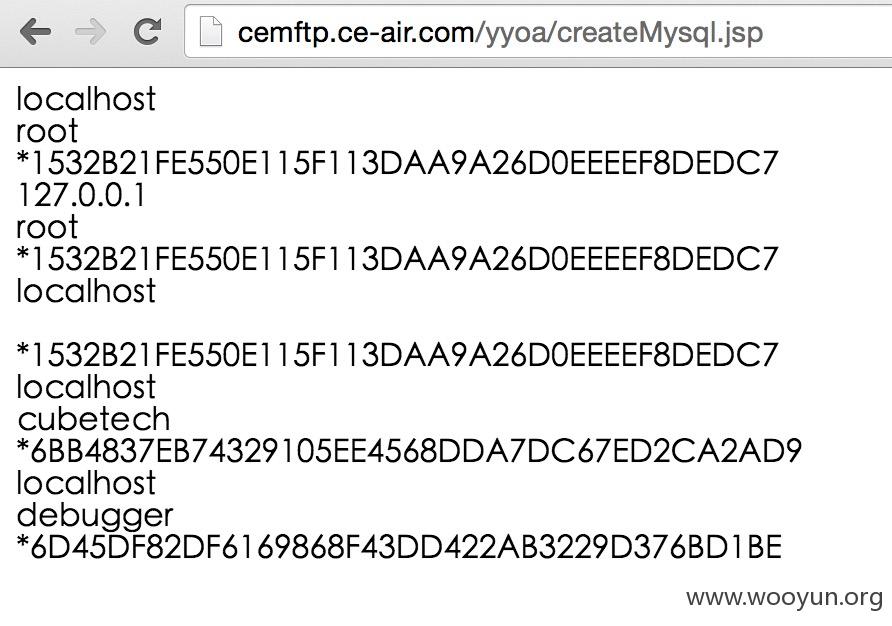 cemftp.ce-air.com/yyoa/createMysql.jsp
localhost
root
*1532B21FE550E115F113DAA9A26D0EEEEF8DEDC7
127.0.0.1
root
*1532B21FE550E115F113DAA9A26D0EEEEF8DEDC7
localhost
*1532B21FE550E115F113DAA9A26D0EEEEF8DEDC7
localhost
cubetech
*6BB4837EB74329105EE4568DDA7DC67ED2CA2AD9
localhost
debugger
*6D45DF82DF6169868F43DD422AB3229D376BD1BE
www.wooyun.org